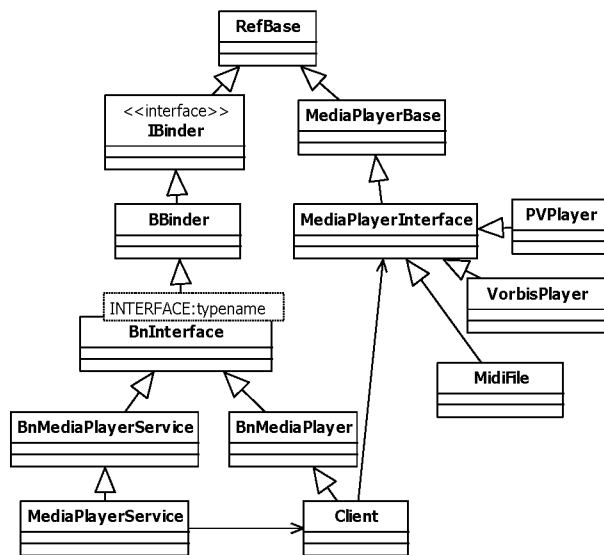 RefBase
<<interface>>
IBinder
MediaPlayerBase
BBinder
MediaPlayerInterface
PVPlayer
VorbisPlayer
INTERFACE:typename
BnInterface
MidiFile
BnMediaPlayerService
BnMediaPlayer
MediaPlayerService
Client